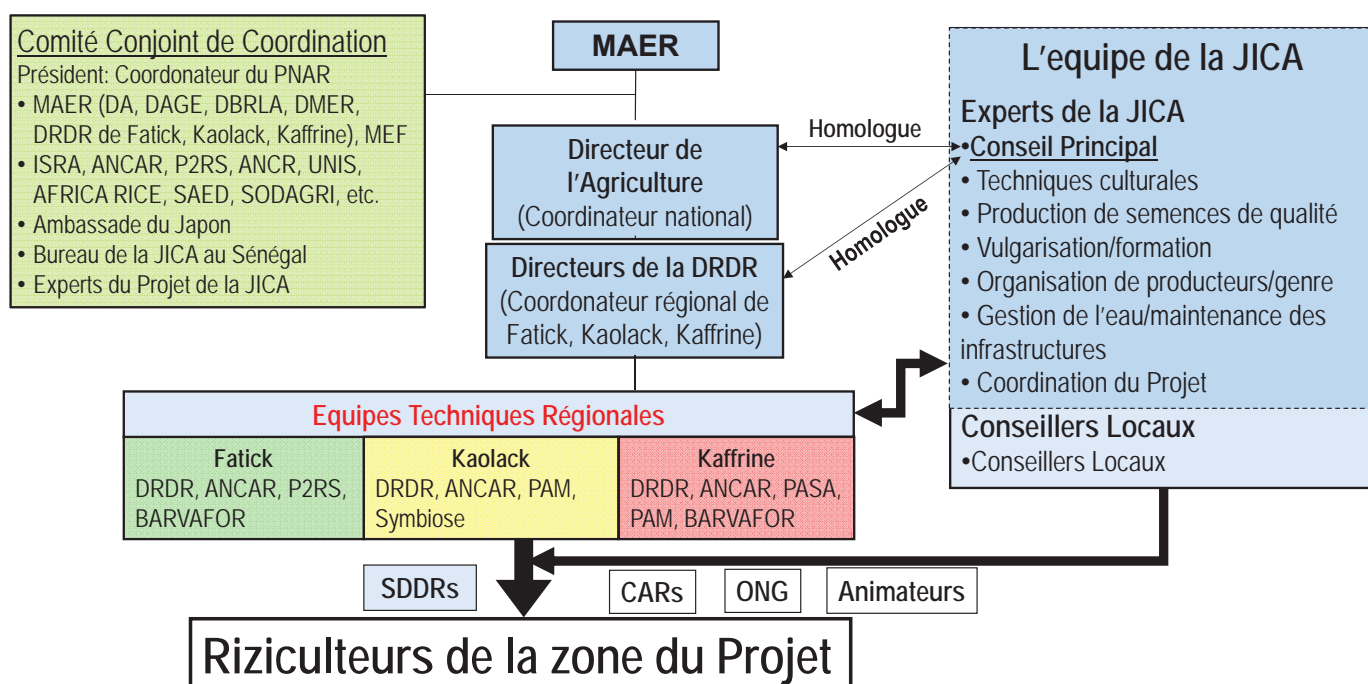 Comité Conjoint de Coordination
Président: Coordonateur du PNAR
• MAER (DA, DAGE, DBRLA, DMER,
DRDR de Fatick, Kaolack, Kaffrine), MEF
• ISRA, ANCAR, P2RS, ANCR, UNIS,
AFRICA RICE, SAED, SODAGRI, etc.
• Ambassade du Japon
• Bureau de la JICA au Sénégal
• Experts du Projet de la JICA
MAER
Directeur de
l'Agriculture
(Coordinateur national)
Directeurs de la DRDR
(Coordonateur régional de
Fatick, Kaolack, Kaffrine)
Homologue
Homologue
L'equipe de la JICA
Experts de la JICA
•Conseil Principal
• Techniques culturales
• Production de semences de qualité
• Vulgarisation/formation
• Organisation de producteurs/genre
• Gestion de l'eau/maintenance des
infrastructures
• Coordination du Projet
Conseillers Locaux
•Conseillers Locaux
Equipes Techniques Régionales
Fatick
DRDR, ANCAR, P2RS,
BARVAFOR
Kaolack
DRDR, ANCAR, PAM,
Symbiose
Kaffrine
DRDR, ANCAR, PASA,
PAM, BARVAFOR
SDDRs
CARs
ONG
Animateurs
Riziculteurs de la zone du Projet